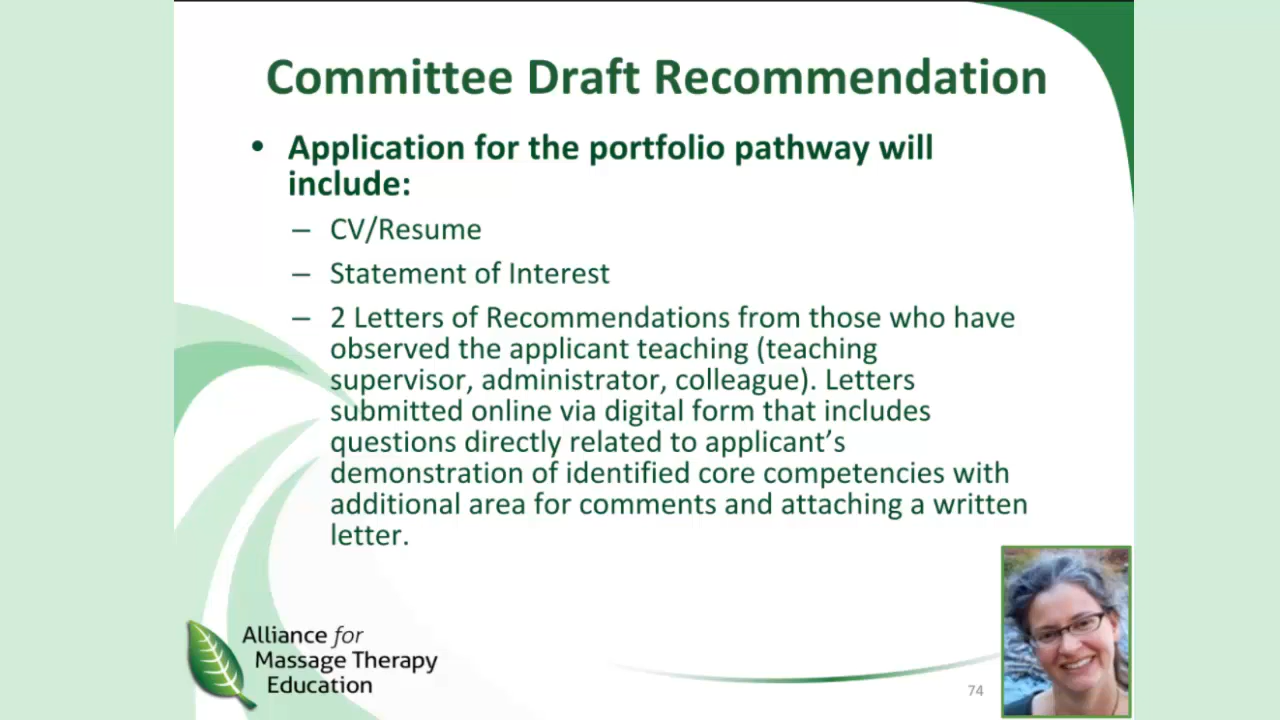 Committee Draft Recommendation
• Application for the portfolio pathway will
include:
– CV/Resume
– Statement of Interest
– 2 Letters of Recommendations from those who have
observed the applicant teaching (teaching
supervisor, administrator, colleague). Letters
submitted online via digital form that includes
questions directly related to applicant’s
demonstration of identified core competencies with
additional area for comments and attaching a written
letter.
Alliance for
Massage Therapy
Education
74